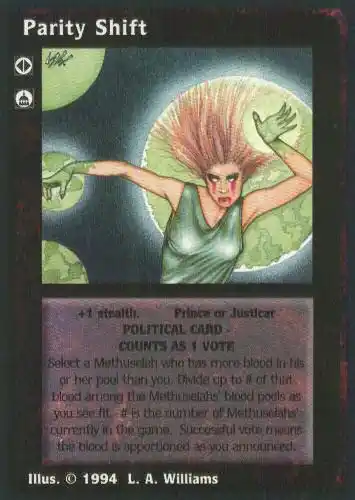 Parity Shift
+1 stealth. Prince or Justicar
POLITICAL CARD -
COUNTS AS 1 VOTE
Select a Methuselah who has more blood in his
or her pool than you. Divide up to # of that
blood among the Methuselahs' blood pools as
you see fit - # is the number of Methuselahs'
currently in the game. Successful vote means
the blood is apportioned as you announced.
Illus. © 1994 L. A. Williams